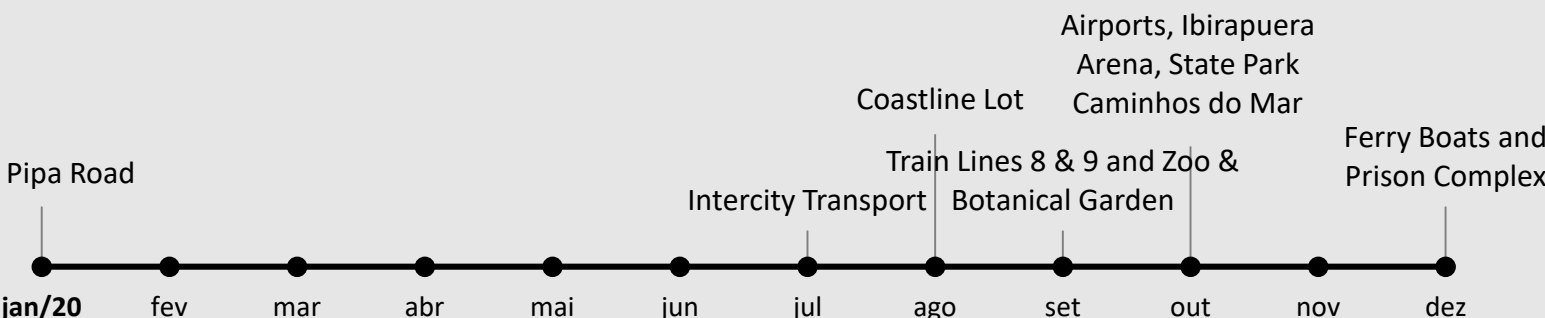 Airports, Ibirapuera
Arena, State Park
Caminhos do Mar
Coastline Lot
Ferry Boats and
Prison Complex
Pipa Road
Train Lines 8 & 9 and Zoo &
Botanical Garden
Intercity Transport
jan/20 fev mar abr mai jun jul ago set out nov dez